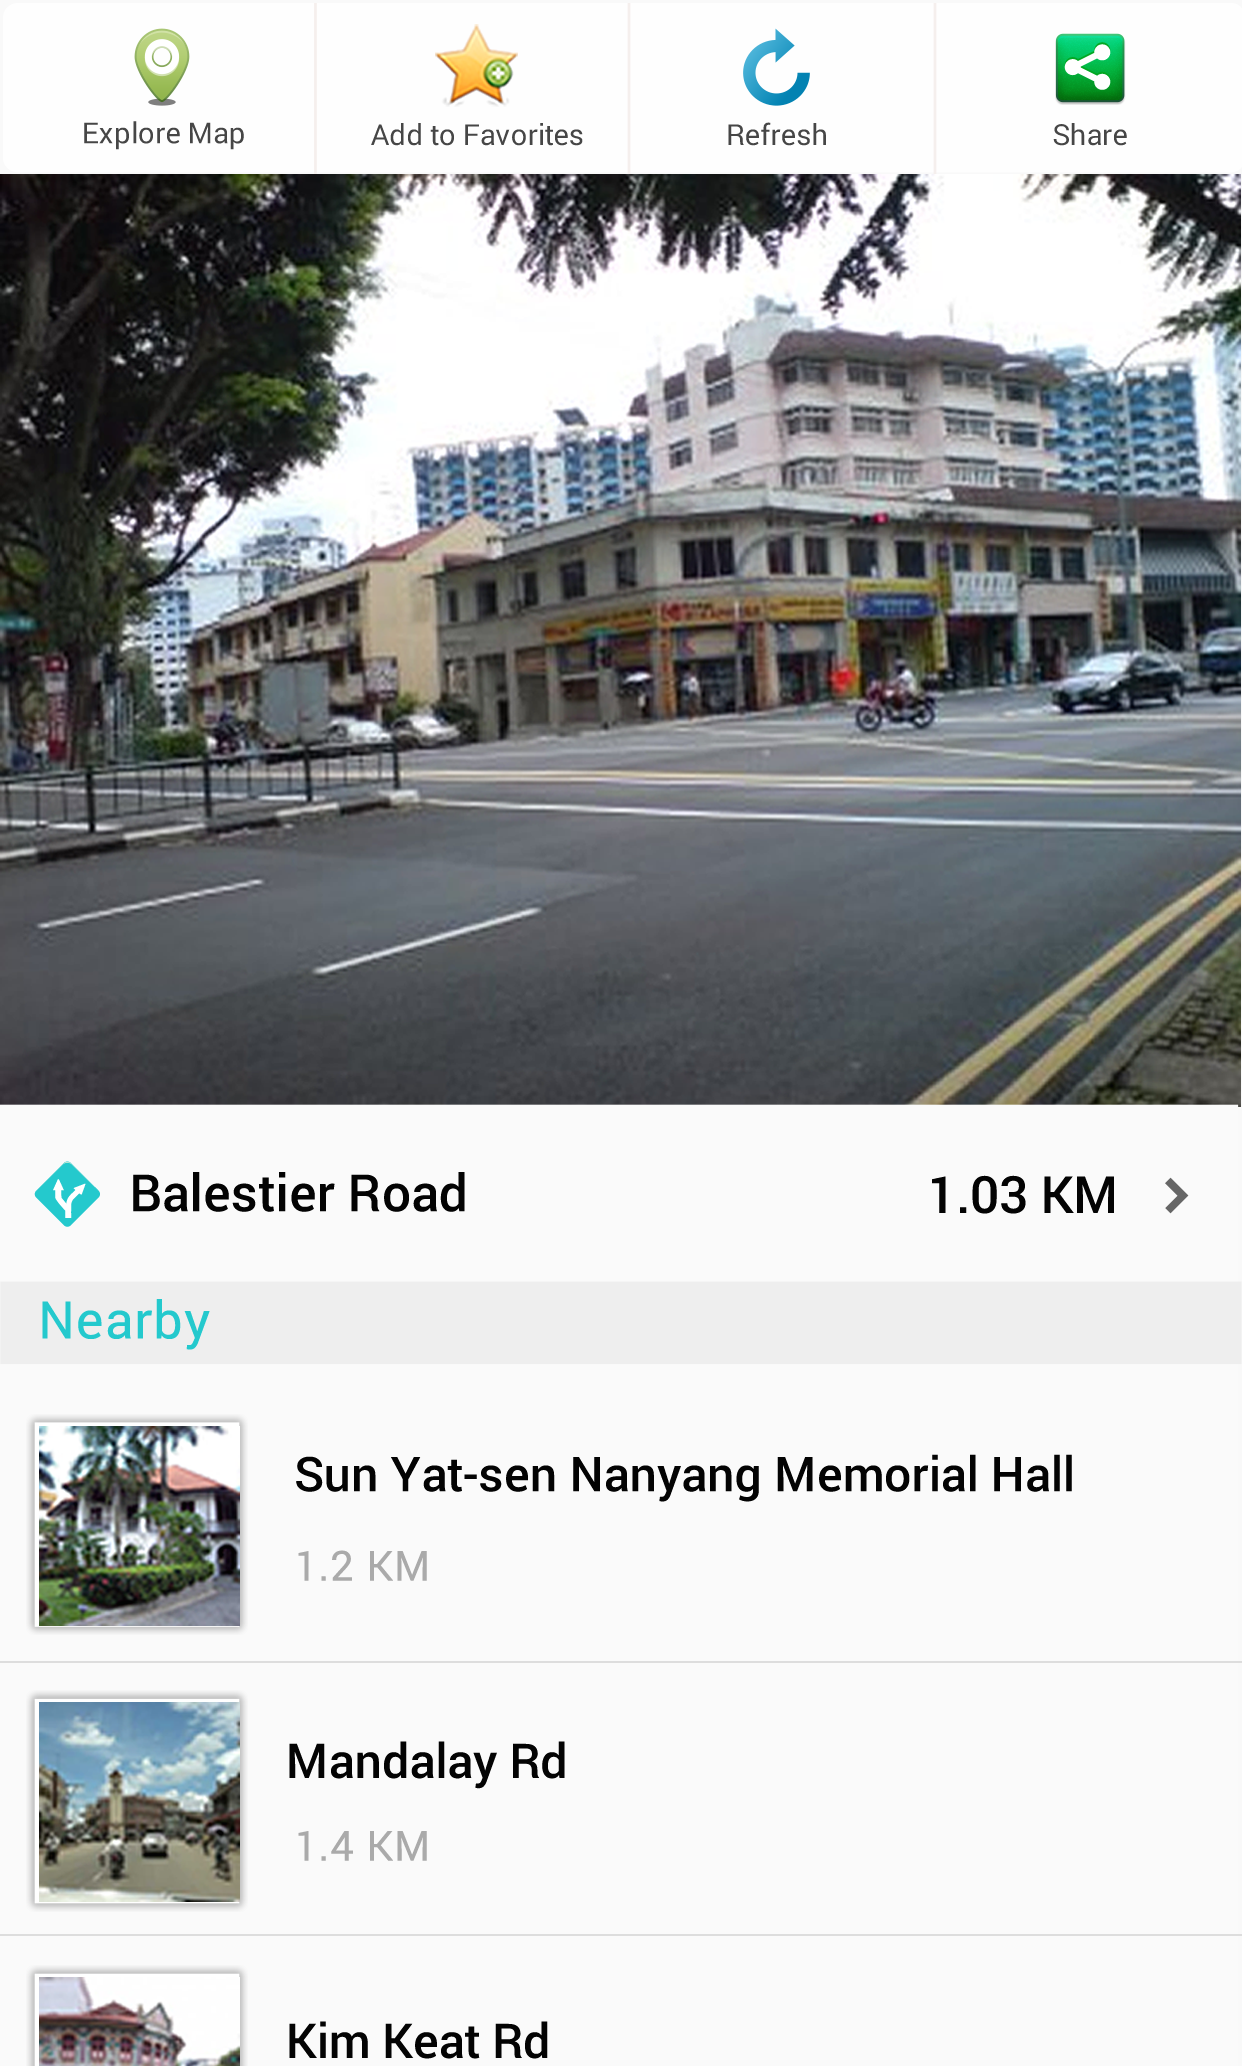 Explore Map
Add to Favorites
Refresh
Share
Balestier Road
1.03 KM
Nearby
Sun Yat-sen Nanyang Memorial Hall
1.2 KM
Mandalay Rd
1.4 KM
Kim Keat Rd